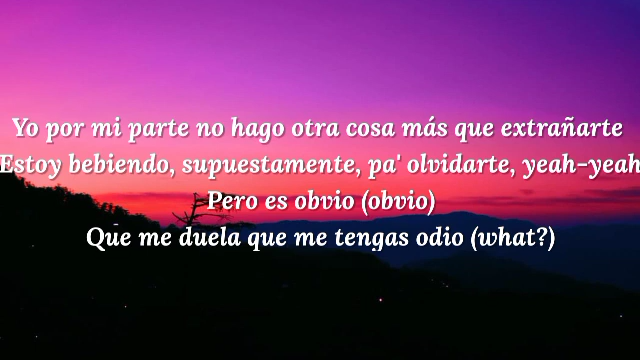 Yo por mi parte no hago otra cosa más que extrañarte
Estoy bebiendo, supuestamente, pa' olvidarte, yeah-yeah
Pero es obvio (obvio)
Que me duela que me tengas odio (what?)